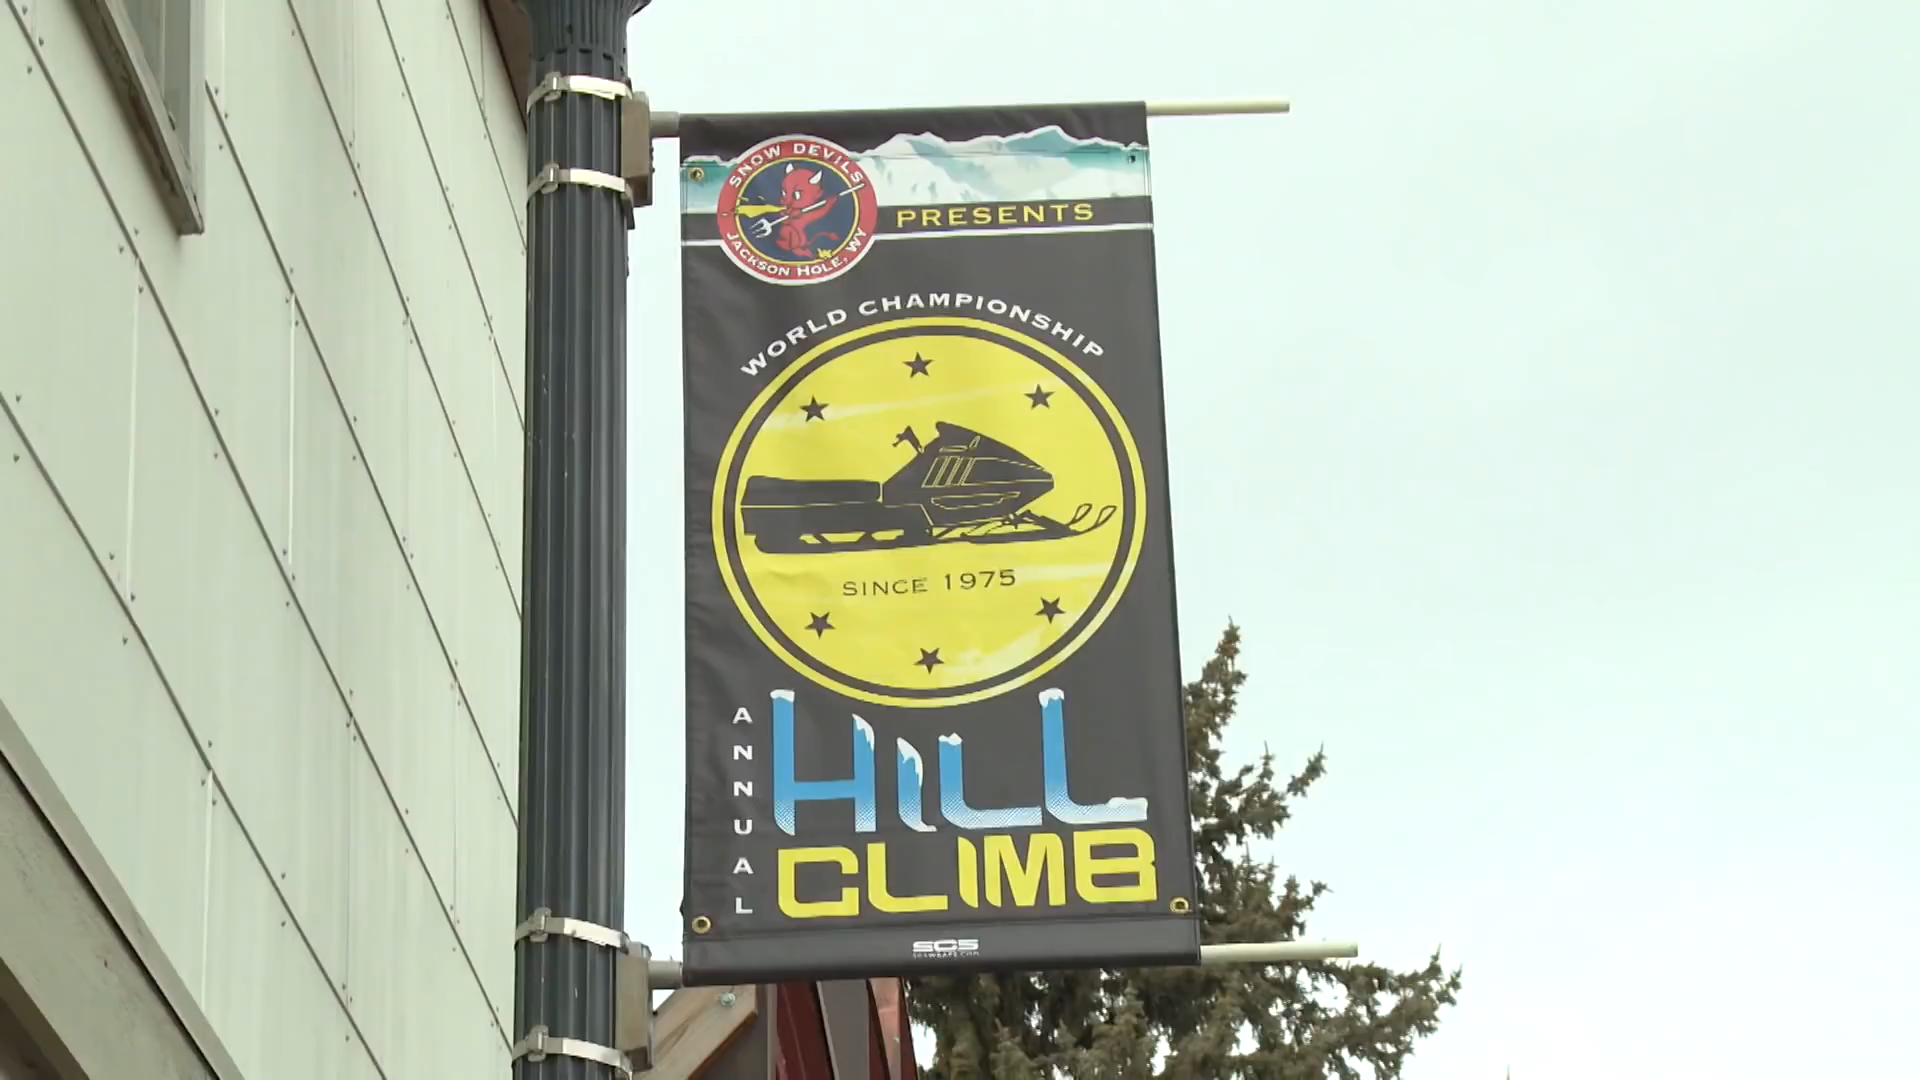 SNOW DEVILS
JACKSON HOLE, WY
PRESENTS
WORLD CHAMPIONSHIP
SINCE 1975
ANNUAL
HILL
CLIMB
SCS